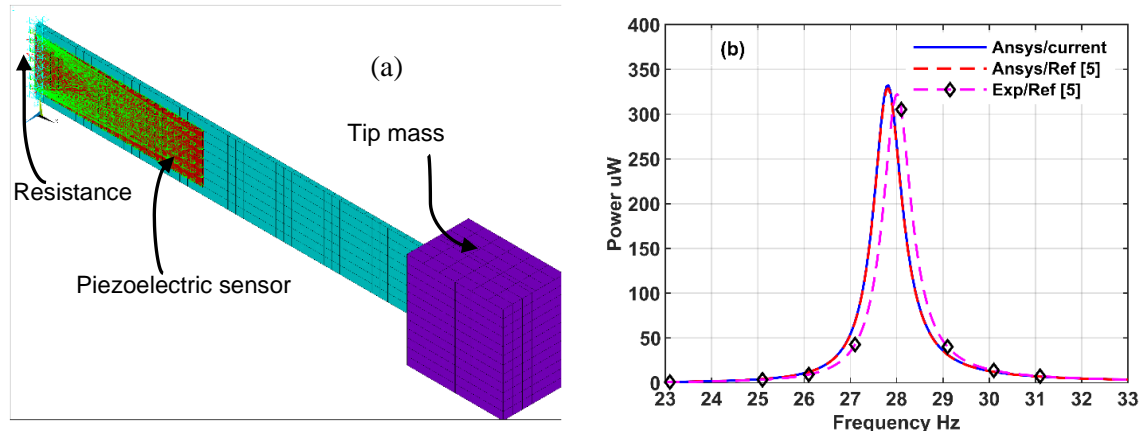 (a)
Tip mass
Resistance
Piezoelectric sensor
(b)
Ansys/current
Ansys/Ref [5]
Exp/Ref [5]
Power uW
400
350
300
250
200
150
100
50
0
23 24 25 26 27 28 29 30 31 32 33
Frequency Hz